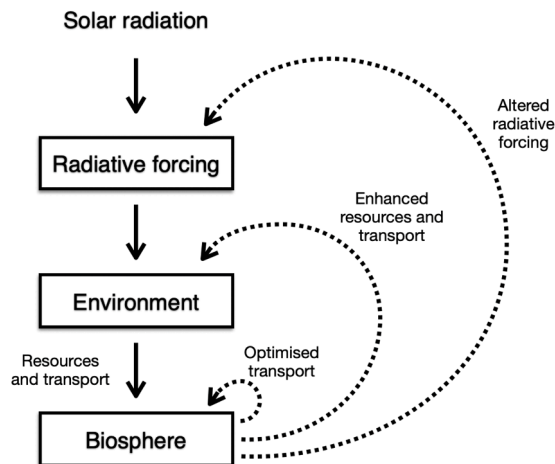 Solar radiation
Altered
radiative
forcing
Radiative forcing
Enhanced
resources and
transport
Environment
Resources
and transport
Optimised
transport
Biosphere